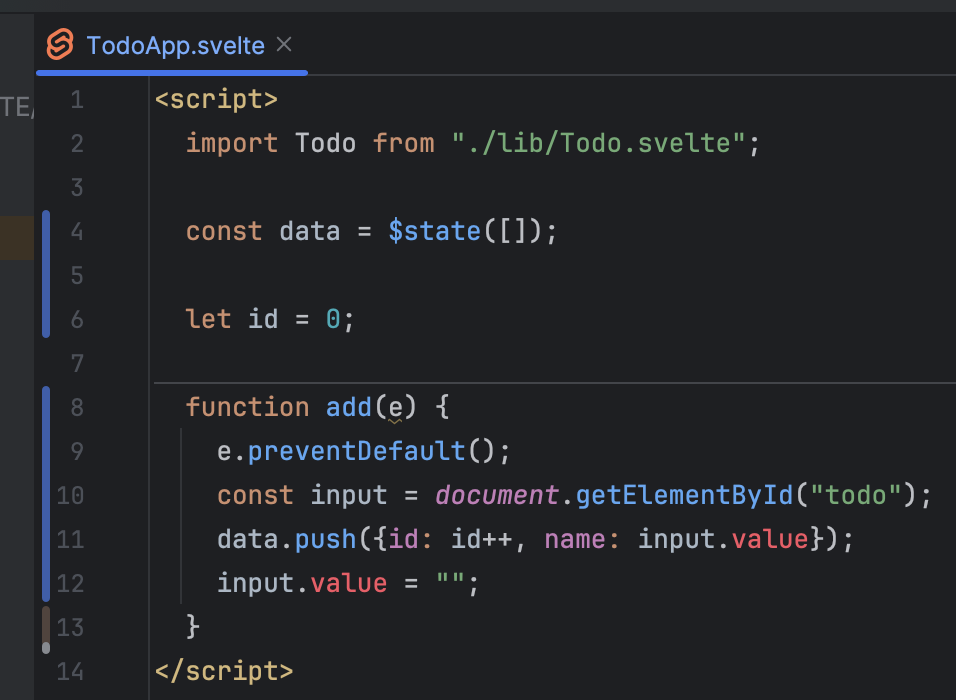 TodoApp.svelte
TE/
1 <script>
2 import Todo from "./lib/Todo.svelte";
3
4 const data = $state([]);
5
6 let id = 0;
7
8 function add(e) {
9 e.preventDefault();
10 const input = document.getElementById("todo");
11 data.push({id: id++, name: input.value});
12 input.value = "";
13 }
14 </script>